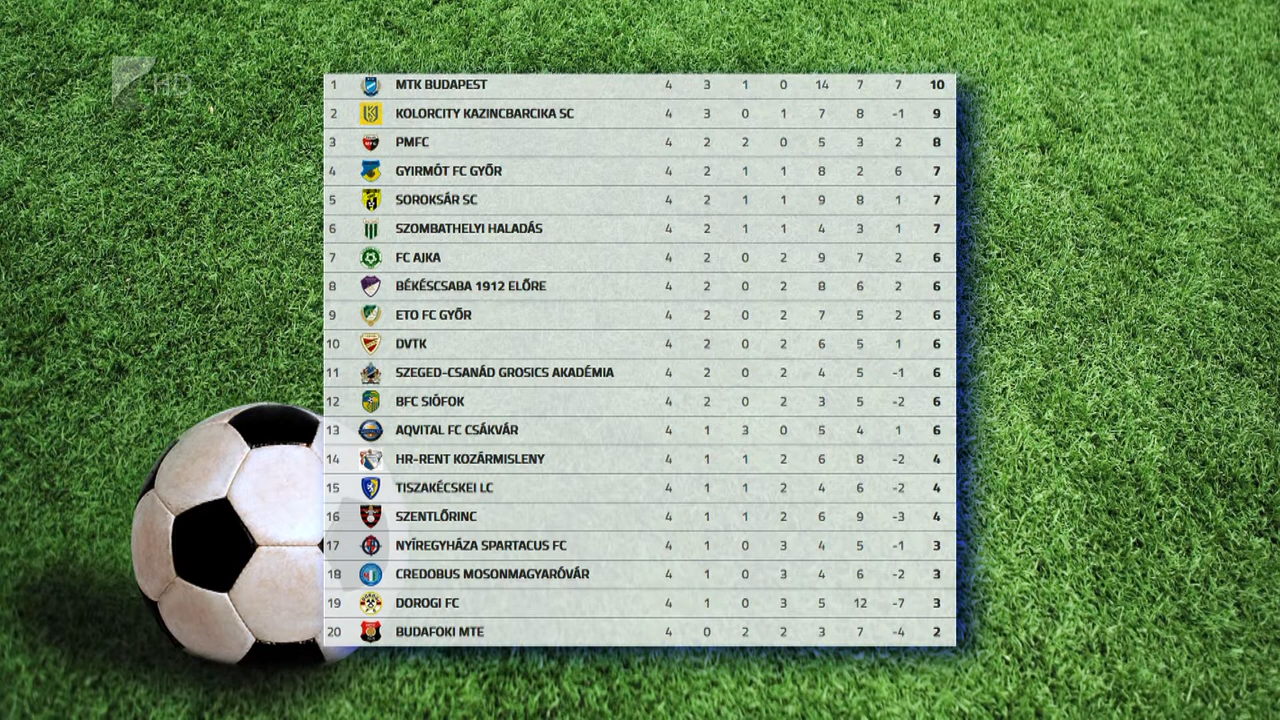 HD
1 MTK BUDAPEST 4 3 1 0 14 7 7 10
2 KOLORCITY KAZINCBARCIKA SC 4 3 0 1 7 8 -1 9
3 PMFC 4 2 2 0 5 3 2 8
4 GYIRMÓT FC GYŐR 4 2 1 1 8 2 6 7
5 SOROKSÁR SC 4 2 1 1 9 8 1 7
6 SZOMBATHELYI HALADÁS 4 2 1 1 4 3 1 7
7 FC AJKA 4 2 0 2 9 7 2 6
8 BÉKÉSCSABA 1912 ELŐRE 4 2 0 2 8 6 2 6
9 ETO FC GYŐR 4 2 0 2 7 5 2 6
10 DVTK 4 2 0 2 6 5 1 6
11 SZEGED-CSANÁD GROSICS AKADÉMIA 4 2 0 2 4 5 -1 6
12 BFC SIÓFOK 4 2 0 2 3 5 -2 6
13 AQVITAL FC CSÁKVÁR 4 1 3 0 5 4 1 6
14 HR-RENT KOZÁRMISLENY 4 1 1 2 6 8 -2 4
15 TISZAKÉCSKEI LC 4 1 1 2 4 6 -2 4
16 SZENTLŐRINC 4 1 1 2 6 9 -3 4
17 NYÍREGYHÁZA SPARTACUS FC 4 1 0 3 4 5 -1 3
18 CREDOBUS MOSONMAGYARÓVÁR 4 1 0 3 4 6 -2 3
19 DOROGI FC 4 1 0 3 5 12 -7 3
20 BUDAFOKI MTE 4 0 2 2 3 7 -4 2